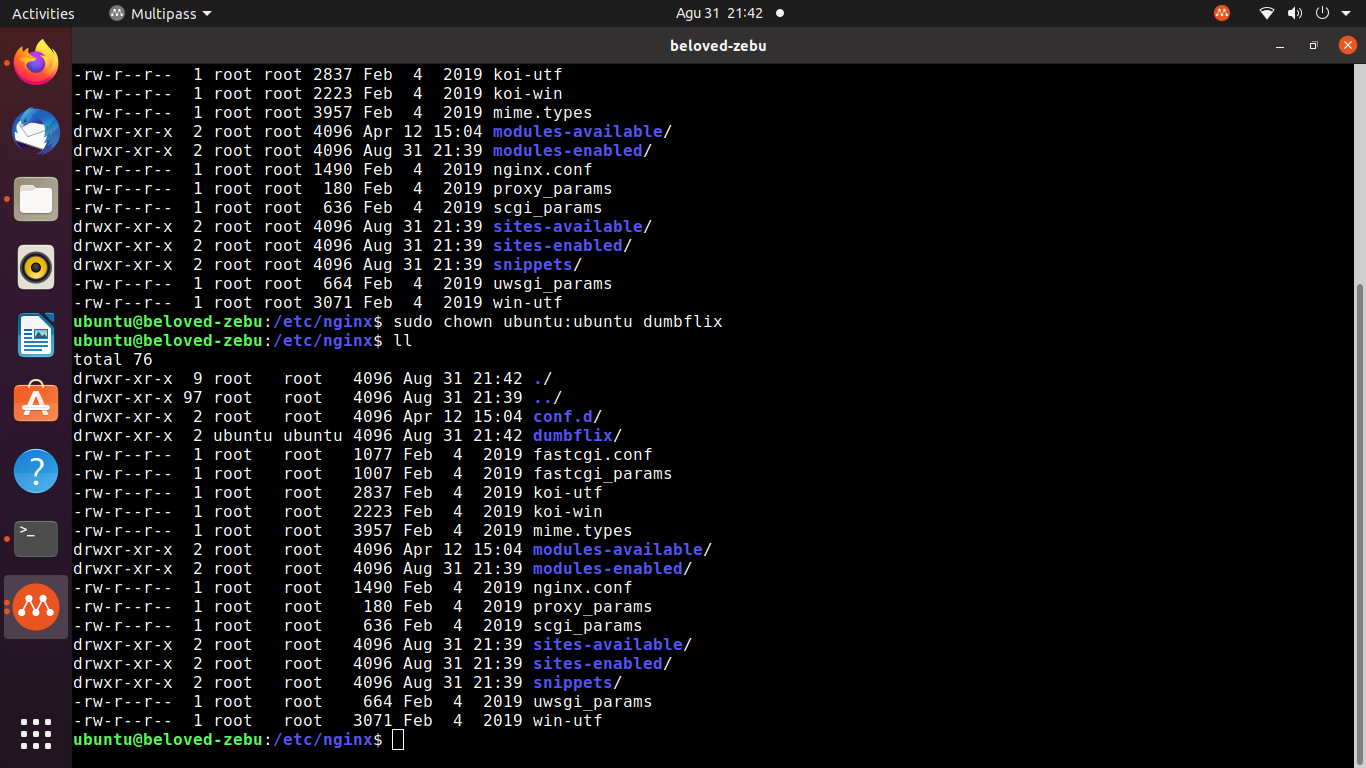 Activities Multipass Agu 31 21:42
beloved-zebu
-rw-r--r--  1 root root 2837 Feb  4  2019 koi-utf
-rw-r--r--  1 root root 2223 Feb  4  2019 koi-win
-rw-r--r--  1 root root 3957 Feb  4  2019 mime.types
drwxr-xr-x  2 root root 4096 Apr 12 15:04 modules-available/
drwxr-xr-x  2 root root 4096 Aug 31 21:39 modules-enabled/
-rw-r--r--  1 root root 1490 Feb  4  2019 nginx.conf
-rw-r--r--  1 root root  180 Feb  4  2019 proxy_params
-rw-r--r--  1 root root  636 Feb  4  2019 scgi_params
drwxr-xr-x  2 root root 4096 Aug 31 21:39 sites-available/
drwxr-xr-x  2 root root 4096 Aug 31 21:39 sites-enabled/
drwxr-xr-x  2 root root 4096 Aug 31 21:39 snippets/
-rw-r--r--  1 root root  664 Feb  4  2019 uwsgi_params
-rw-r--r--  1 root root 3071 Feb  4  2019 win-utf
ubuntu@beloved-zebu:/etc/nginx$ sudo chown ubuntu:ubuntu dumbflix
ubuntu@beloved-zebu:/etc/nginx$ ll
total 76
drwxr-xr-x  9 root   root   4096 Aug 31 21:42 ./
drwxr-xr-x 97 root   root   4096 Aug 31 21:39 ../
drwxr-xr-x  2 root   root   4096 Apr 12 15:04 conf.d/
drwxr-xr-x  2 ubuntu ubuntu 4096 Aug 31 21:42 dumbflix/
-rw-r--r--  1 root   root   1077 Feb  4  2019 fastcgi.conf
-rw-r--r--  1 root   root   1007 Feb  4  2019 fastcgi_params
-rw-r--r--  1 root   root   2837 Feb  4  2019 koi-utf
-rw-r--r--  1 root   root   2223 Feb  4  2019 koi-win
-rw-r--r--  1 root   root   3957 Feb  4  2019 mime.types
drwxr-xr-x  2 root   root   4096 Apr 12 15:04 modules-available/
drwxr-xr-x  2 root   root   4096 Aug 31 21:39 modules-enabled/
-rw-r--r--  1 root   root   1490 Feb  4  2019 nginx.conf
-rw-r--r--  1 root   root    180 Feb  4  2019 proxy_params
-rw-r--r--  1 root   root    636 Feb  4  2019 scgi_params
drwxr-xr-x  2 root   root   4096 Aug 31 21:39 sites-available/
drwxr-xr-x  2 root   root   4096 Aug 31 21:39 sites-enabled/
drwxr-xr-x  2 root   root   4096 Aug 31 21:39 snippets/
-rw-r--r--  1 root   root    664 Feb  4  2019 uwsgi_params
-rw-r--r--  1 root   root   3071 Feb  4  2019 win-utf
ubuntu@beloved-zebu:/etc/nginx$